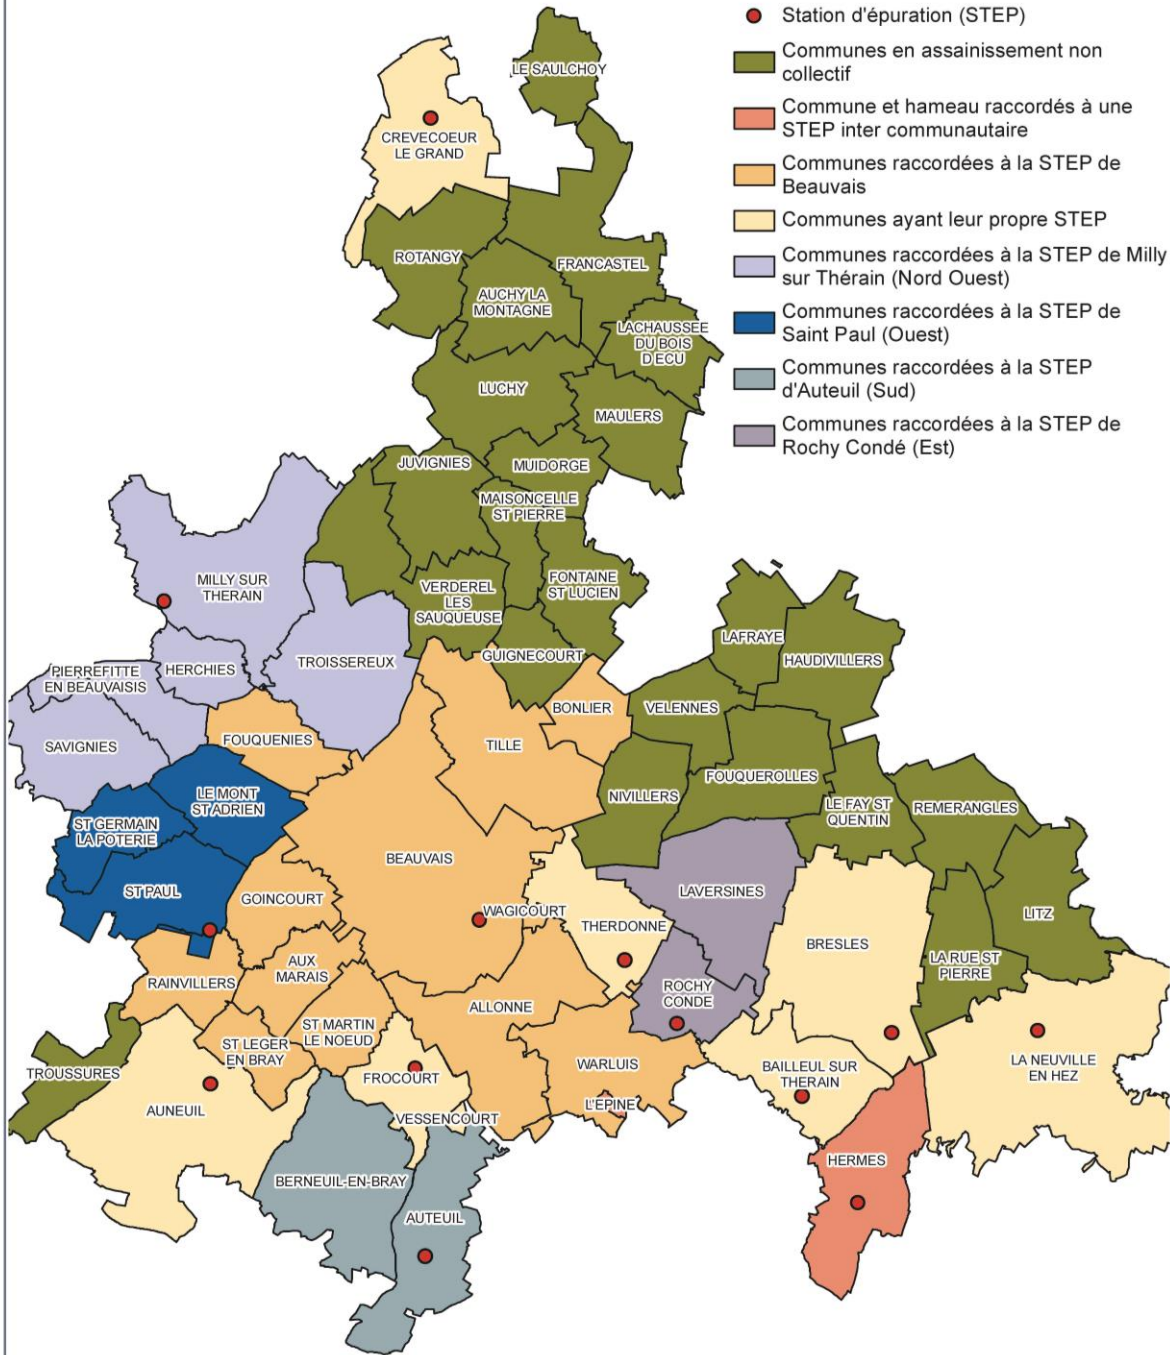 Station d'épuration (STEP)
Communes en assainissement non
collectif
Commune et hameau raccordés à une
STEP inter communautaire
Communes raccordées à la STEP de
Beauvais
Communes ayant leur propre STEP
Communes raccordées à la STEP de Milly
sur Thérain (Nord Ouest)
Communes raccordées à la STEP de
Saint Paul (Ouest)
Communes raccordées à la STEP
d'Auteuil (Sud)
Communes raccordées à la STEP de
Rochy Condé (Est)
LE SAULCHOY
CREVECOEUR
LE GRAND
ROTANGY
FRANCASTEL
AUCHY LA
MONTAGNE
LACHAUSSEE
DU BOIS
D'ECU
LUCHY
MAULERS
JUVIGNIES
MUIDORGE
MAISONCELLE
ST PIERRE
MILLY SUR
THERAIN
VERDEREL
LES
SAUQUEUSE
FONTAINE
ST LUCIEN
LAFRAYE
HAUDIVILLERS
PIERREFITTE
EN BEAUVAISIS
HERCHIES
TROISSEREUX
GUIGNECOURT
BONLIER
VELENNES
SAVIGNIES
FOUQUENIES
TILLE
FOUQUEROLLES
NIVILLERS
LE MONT
ST ADRIEN
LE FAY ST
QUENTIN
REMERANGLES
ST GERMAIN
LA POTERIE
BEAUVAIS
ST PAUL
GOINCOURT
WAGICOURT
THERDONNE
LAVERSINES
BRESLES
LITZ
LA RUE ST
PIERRE
RAINVILLERS
AUX
MARAIS
ROCHY
CONDE
ALLONNE
ST MARTIN
LE NOEUD
ST LEGER
EN BRAY
TROUSSURES
AUNEUIL
FROCOURT
WARLUIS
BAILLEUL SUR
THERAIN
LA NEUVILLE
EN HEZ
L'EPINE
VESSENCOURT
HERMES
BERNEUIL-EN-BRAY
AUTEUIL